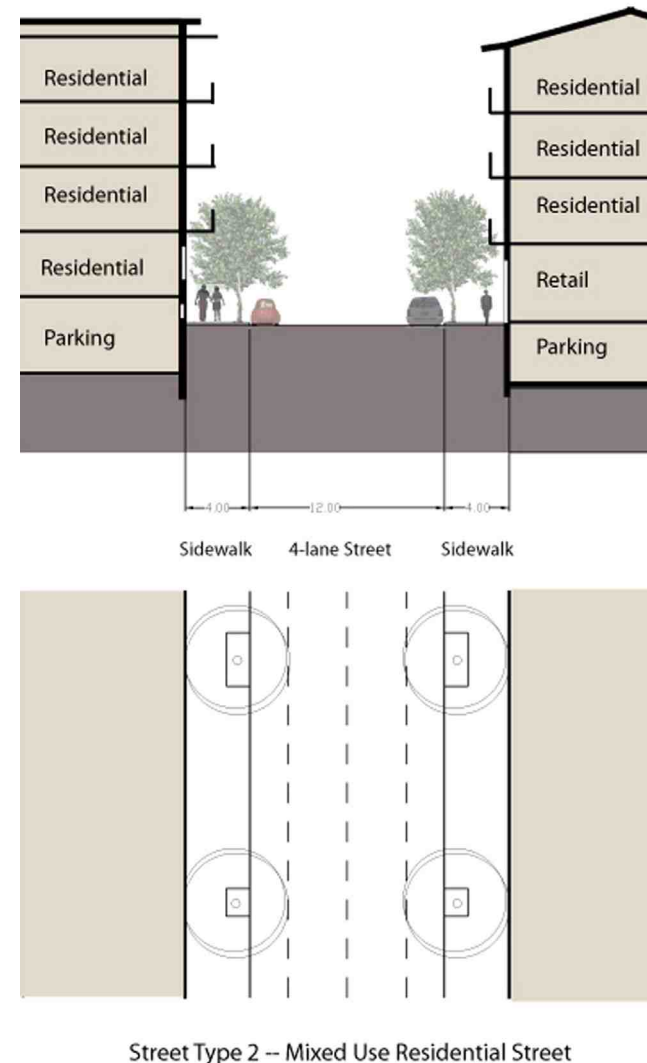 Residential
Residential
Residential
Residential
Parking
Residential
Residential
Residential
Retail
Parking
4.00 12.00 4.00
Sidewalk 4-lane Street Sidewalk
Street Type 2 -- Mixed Use Residential Street